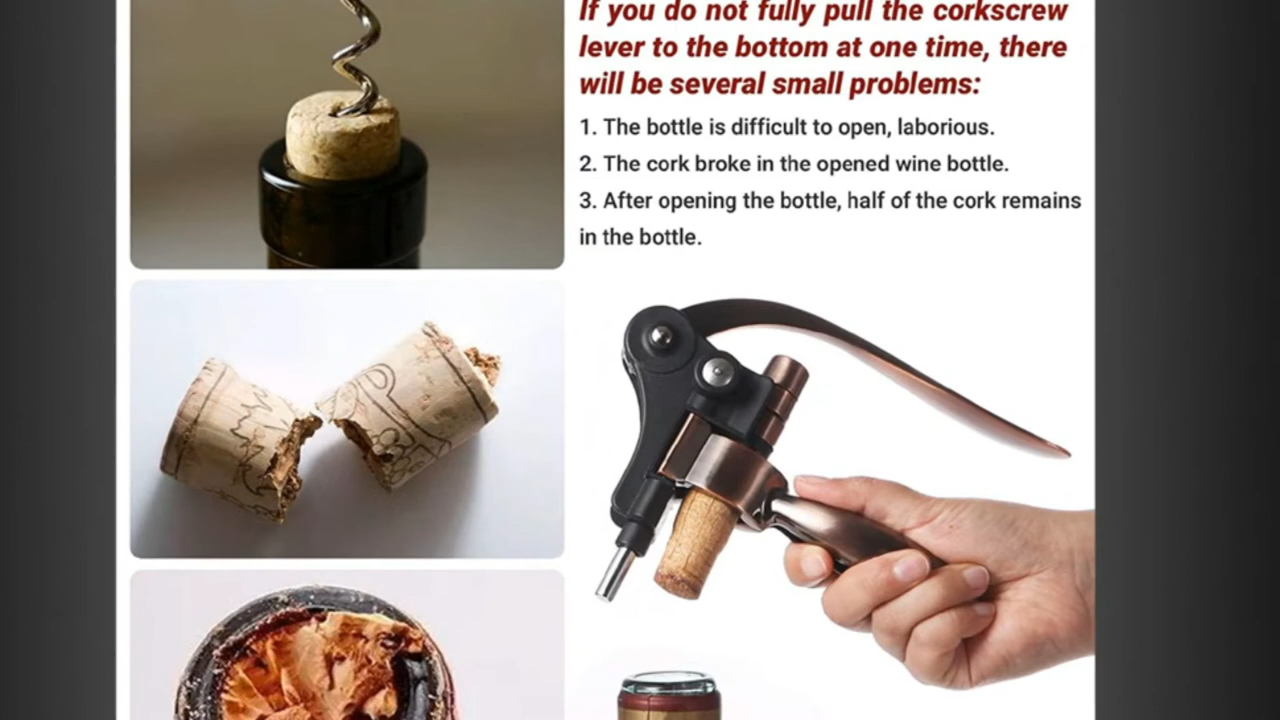 If you do not fully pull the corkscrew
lever to the bottom at one time, there
will be several small problems:
1. The bottle is difficult to open, laborious.
2. The cork broke in the opened wine bottle.
3. After opening the bottle, half of the cork remains
in the bottle.